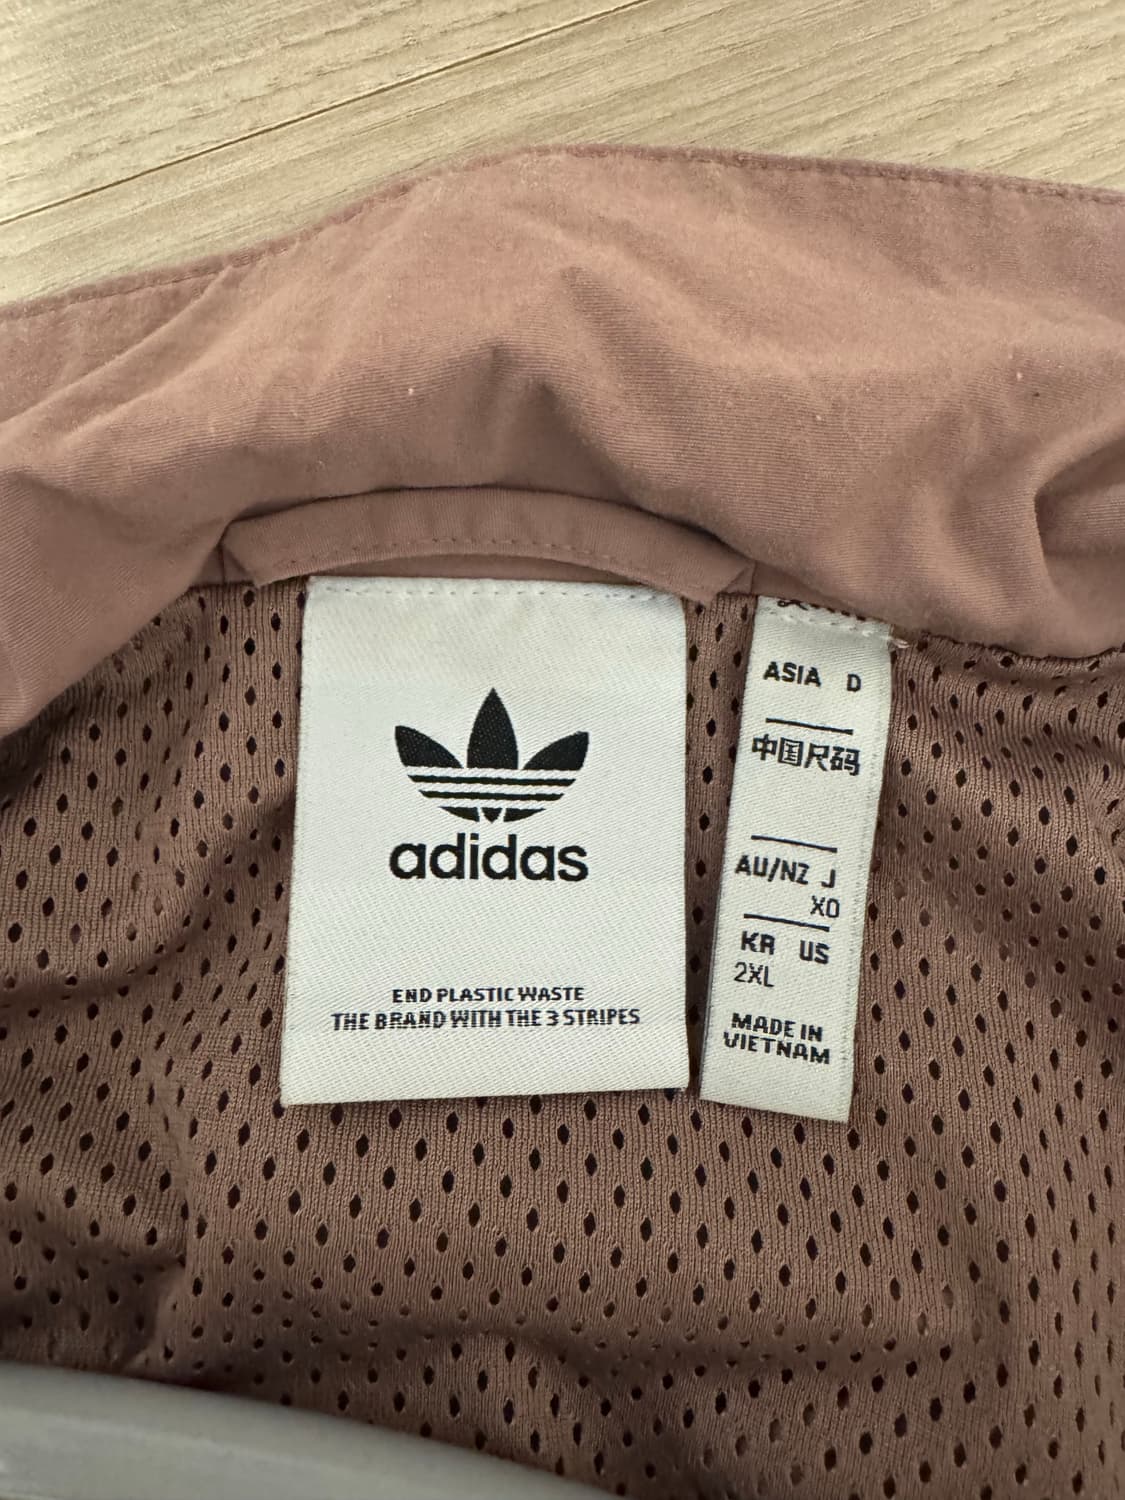 adidas
END PLASTIC WASTE
THE BRAND WITH THE 3 STRIPES
ASIA D
中国尺码
AU/NZ J
XO
KR US
2XL
MADE IN
VIETNAM